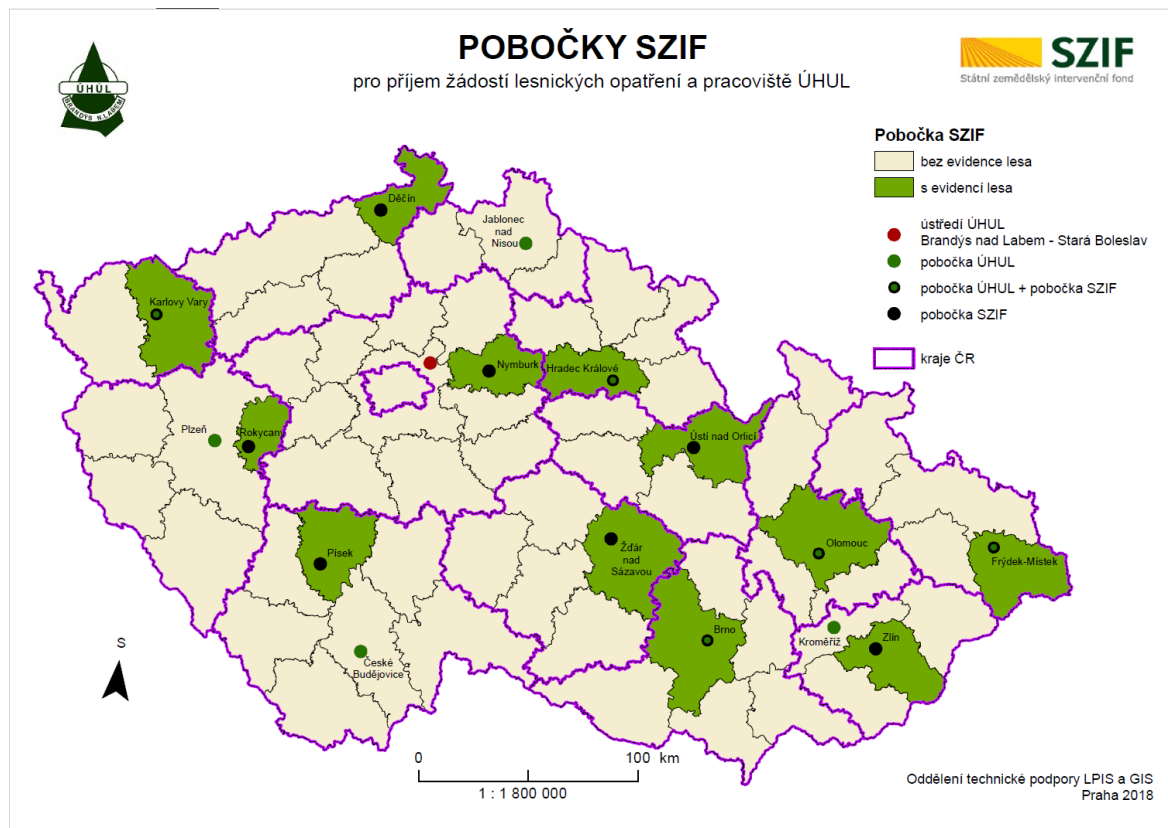 POBOČKY SZIF
pro příjem žádostí lesnických opatření a pracoviště ÚHUL
ÚHÚL
BRANDÝS N.LABEM
SZIF
Státní zemědělský intervenční fond
Pobočka SZIF
bez evidence lesa
s evidencí lesa
ústředí ÚHUL
Brandýs nad Labem - Stará Boleslav
pobočka ÚHUL
pobočka ÚHUL + pobočka SZIF
pobočka SZIF
kraje ČR
Děčín
Jablonec
nad
Nisou
Karlovy Vary
Nymburk
Hradec Králové
Plzeň
Rokycany
Ústí nad Orlicí
Písek
Žďár
nad
Sázavou
Olomouc
Frýdek-Místek
Brno
Kroměříž
Zlín
České
Budějovice
S
0
100 km
1 : 1 800 000
Oddělení technické podpory LPIS a GIS
Praha 2018